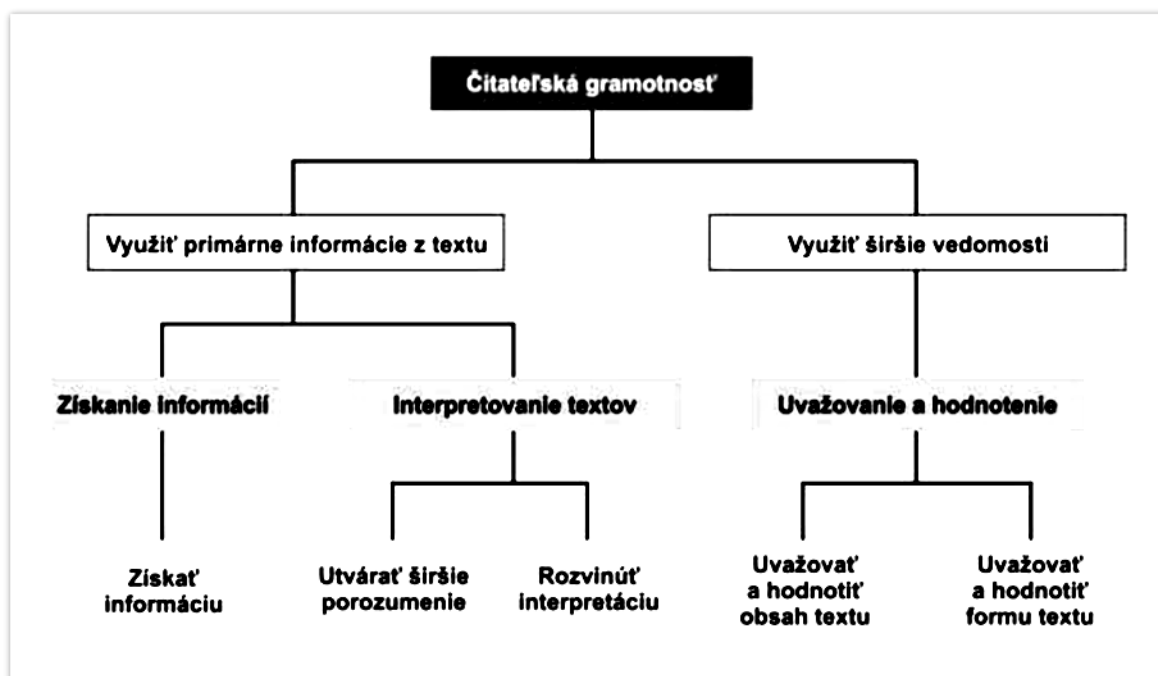 Čitateľská gramotnosť
Využiť primárne informácie z textu
Využiť širšie vedomosti
Získanie informácií
Interpretovanie textov
Uvažovanie a hodnotenie
Získať
informáciu
Utvárať širšie
porozumenie
Rozvinúť
interpretáciu
Uvažovať
a hodnotiť
obsah textu
Uvažovať
a hodnotiť
formu textu